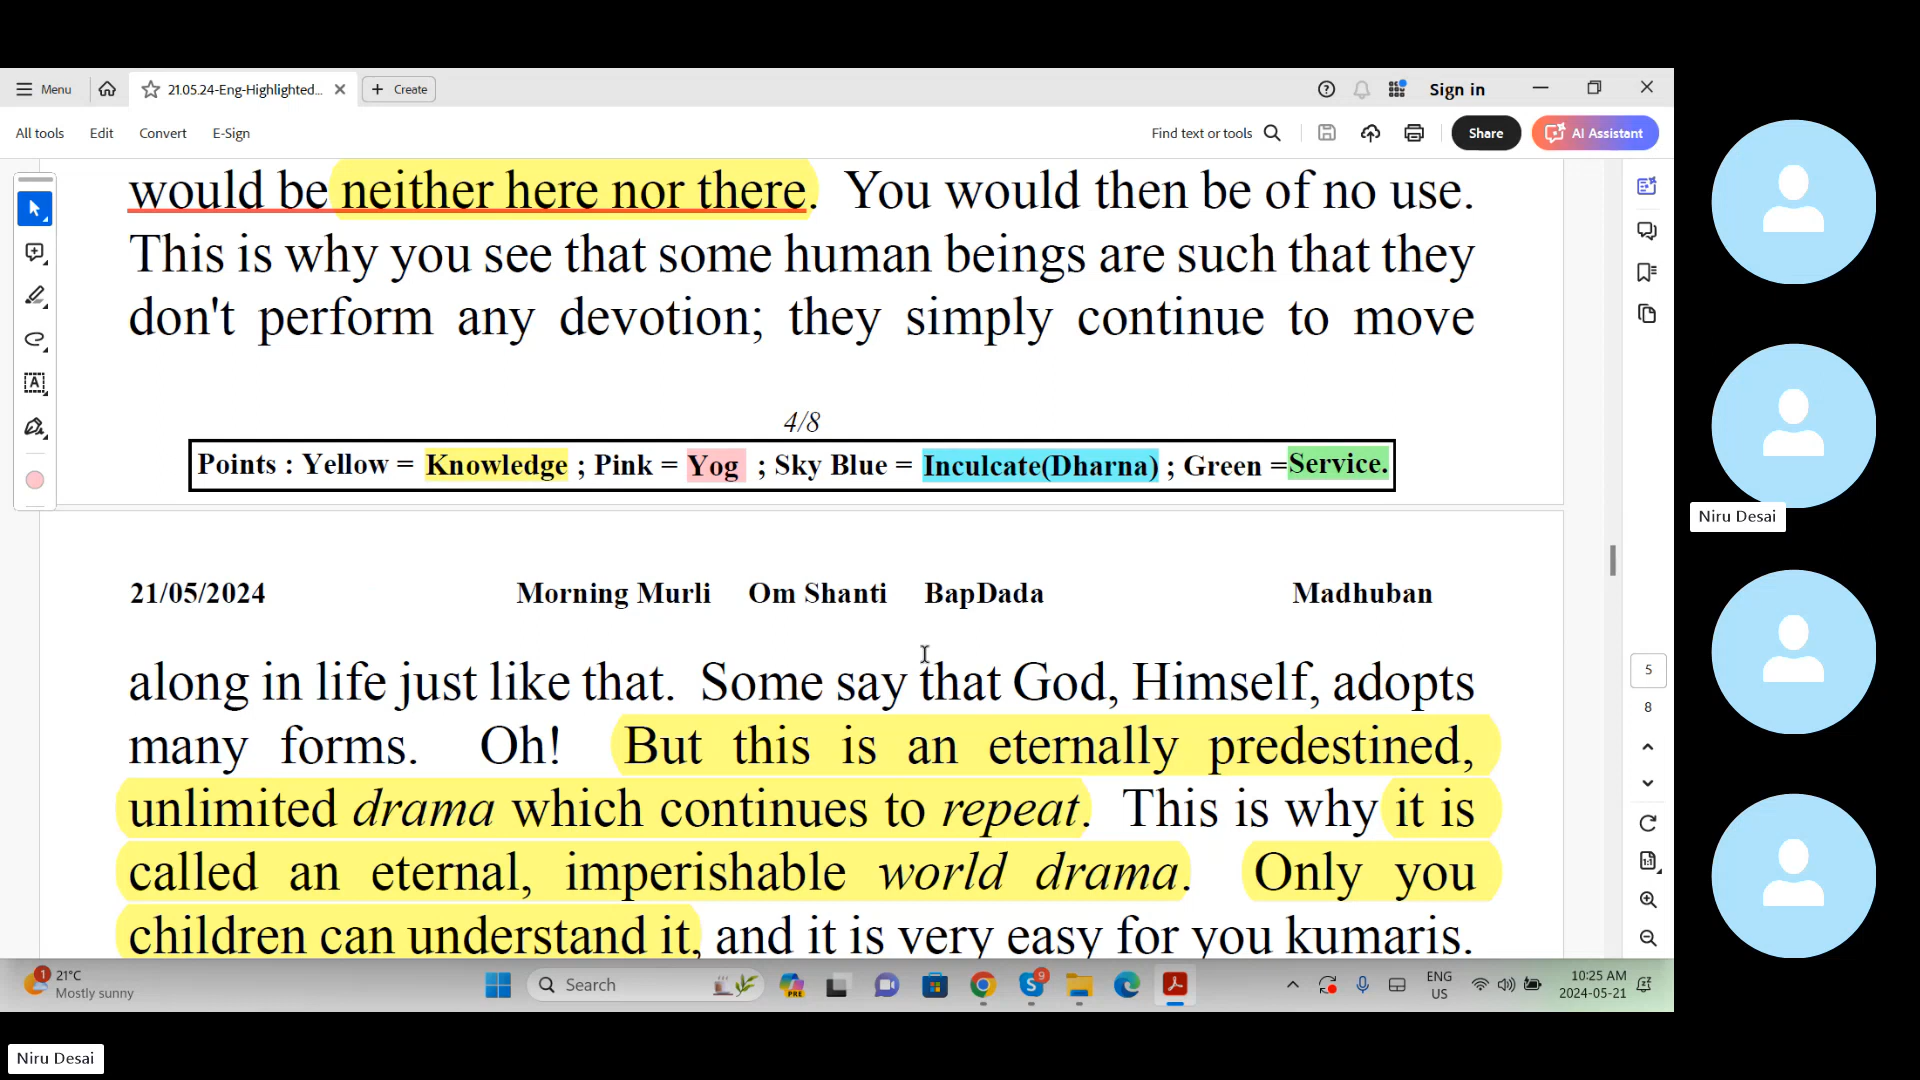 Menu
21.05.24-Eng-Highlighted...
Create
Sign in
All tools
Edit
Convert
E-Sign
Find text or tools
Share
AI Assistant
would be neither here nor there. You would then be of no use.
This is why you see that some human beings are such that they
don't perform any devotion; they simply continue to move
4/8
Points : Yellow = Knowledge ; Pink = Yog ; Sky Blue = Inculcate(Dharna) ; Green =Service.
21/05/2024 Morning Murli Om Shanti BapDada Madhuban
along in life just like that. Some say that God, Himself, adopts
many forms. Oh! But this is an eternally predestined,
unlimited drama which continues to repeat. This is why it is
called an eternal, imperishable world drama. Only you
children can understand it, and it is very easy for you kumaris.
5
8
1
21°C
Mostly sunny
Search
PRE
9
ENG
US
10:25 AM
2024-05-21
Niru Desai
Niru Desai